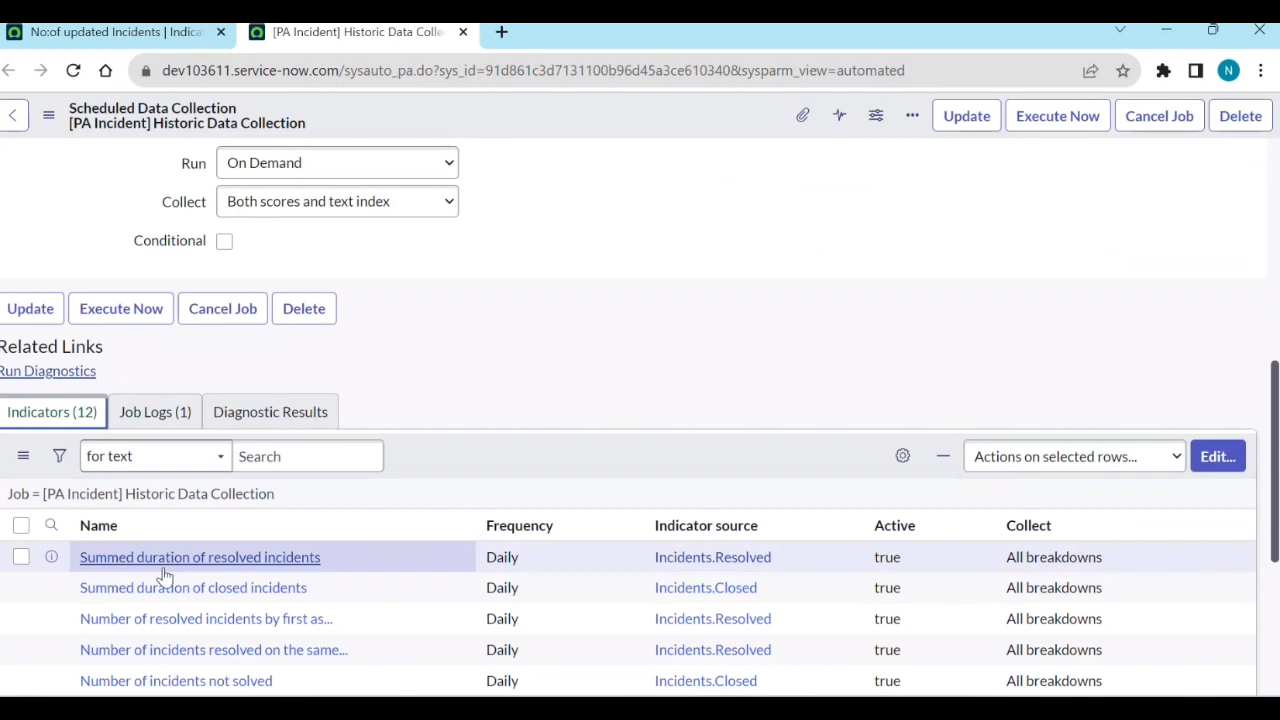 No:of updated Incidents | Indica
[PA Incident] Historic Data Colle
dev103611.service-now.com/sysauto_pa.do?sys_id=91d861c3d7131100b96d45a3ce610340&sysparm_view=automated
N
Scheduled Data Collection
[PA Incident] Historic Data Collection
Update
Execute Now
Cancel Job
Delete
Run On Demand
Collect Both scores and text index
Conditional
Update Execute Now Cancel Job Delete
Related Links
Run Diagnostics
Indicators (12) Job Logs (1) Diagnostic Results
for text Search Actions on selected rows... Edit...
Job = [PA Incident] Historic Data Collection
Name Frequency Indicator source Active Collect
Summed duration of resolved incidents Daily Incidents.Resolved true All breakdowns
Summed duration of closed incidents Daily Incidents.Closed true All breakdowns
Number of resolved incidents by first as... Daily Incidents.Resolved true All breakdowns
Number of incidents resolved on the same... Daily Incidents.Resolved true All breakdowns
Number of incidents not solved Daily Incidents.Closed true All breakdowns